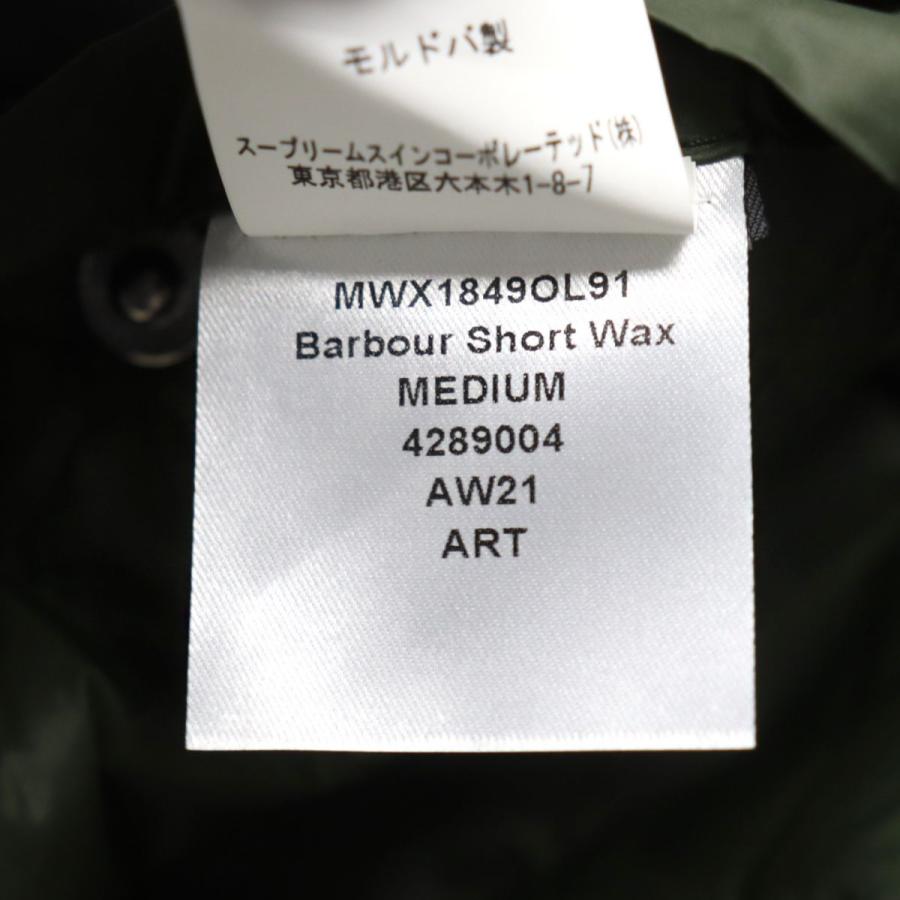 モルドバ製
スープリームスインコーポレーテッド(株)
東京都港区六本木1-8-7
MWX1849OL91
Barbour Short Wax
MEDIUM
4289004
AW21
ART